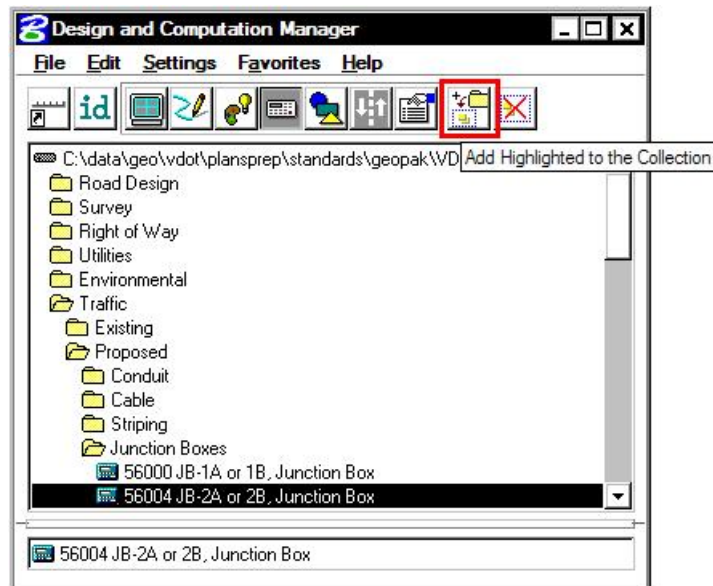 Design and Computation Manager
File Edit Settings Favorites Help
id
C:\data\geo\vdot\plansprep\standards\geopak\VD
Add Highlighted to the Collection
Road Design
Survey
Right of Way
Utilities
Environmental
Traffic
Existing
Proposed
Conduit
Cable
Striping
Junction Boxes
56000 JB-1A or 1B, Junction Box
56004 JB-2A or 2B, Junction Box
56004 JB-2A or 2B, Junction Box